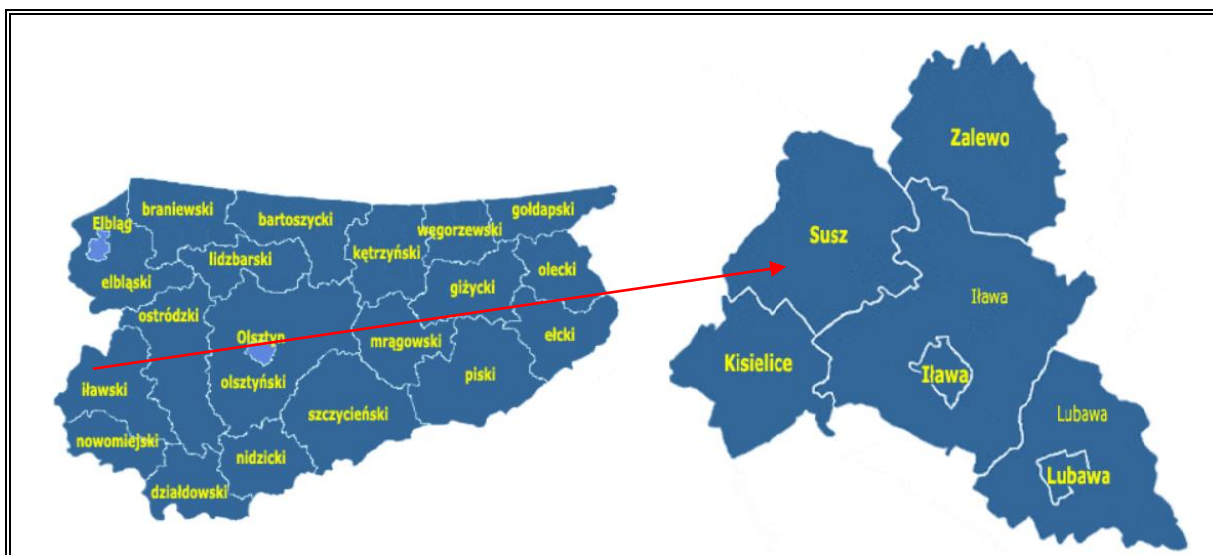 Elbląg
braniewski
bartoszycki
gołdapski
węgorzewski
lidzbarski
kętrzyński
olecki
elbląski
giżycki
ostródzki
Olsztyn
mrągowski
ełcki
iławski
olsztyński
piski
szczycieński
nowomiejski
nidzicki
działdowski
Zalewo
Susz
Iława
Kisielice
Iława
Lubawa
Lubawa